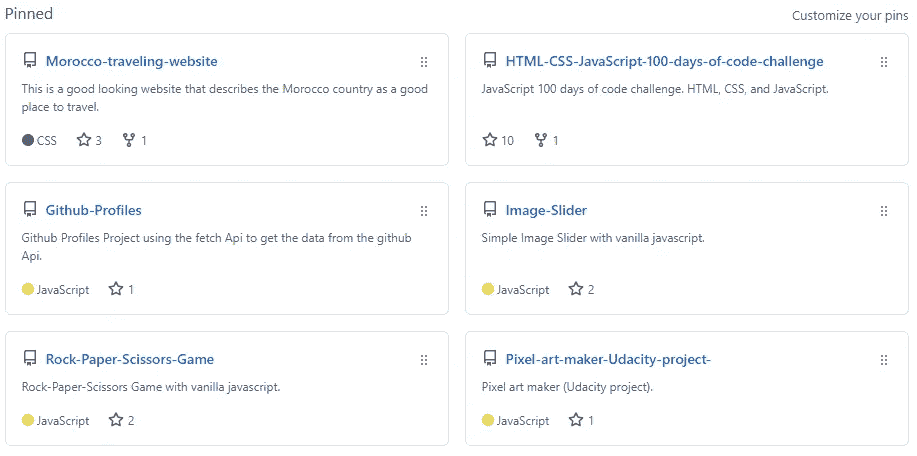 Pinned
Customize your pins
Morocco-traveling-website
This is a good looking website that describes the Morocco country as a good
place to travel.
CSS 3 1
HTML-CSS-JavaScript-100-days-of-code-challenge
JavaScript 100 days of code challenge. HTML, CSS, and JavaScript.
10 1
Github-Profiles
Github Profiles Project using the fetch Api to get the data from the github
Api.
JavaScript 1
Image-Slider
Simple Image Slider with vanilla javascript.
JavaScript 2
Rock-Paper-Scissors-Game
Rock-Paper-Scissors Game with vanilla javascript.
JavaScript 2
Pixel-art-maker-Udacity-project-
Pixel art maker (Udacity project).
JavaScript 1